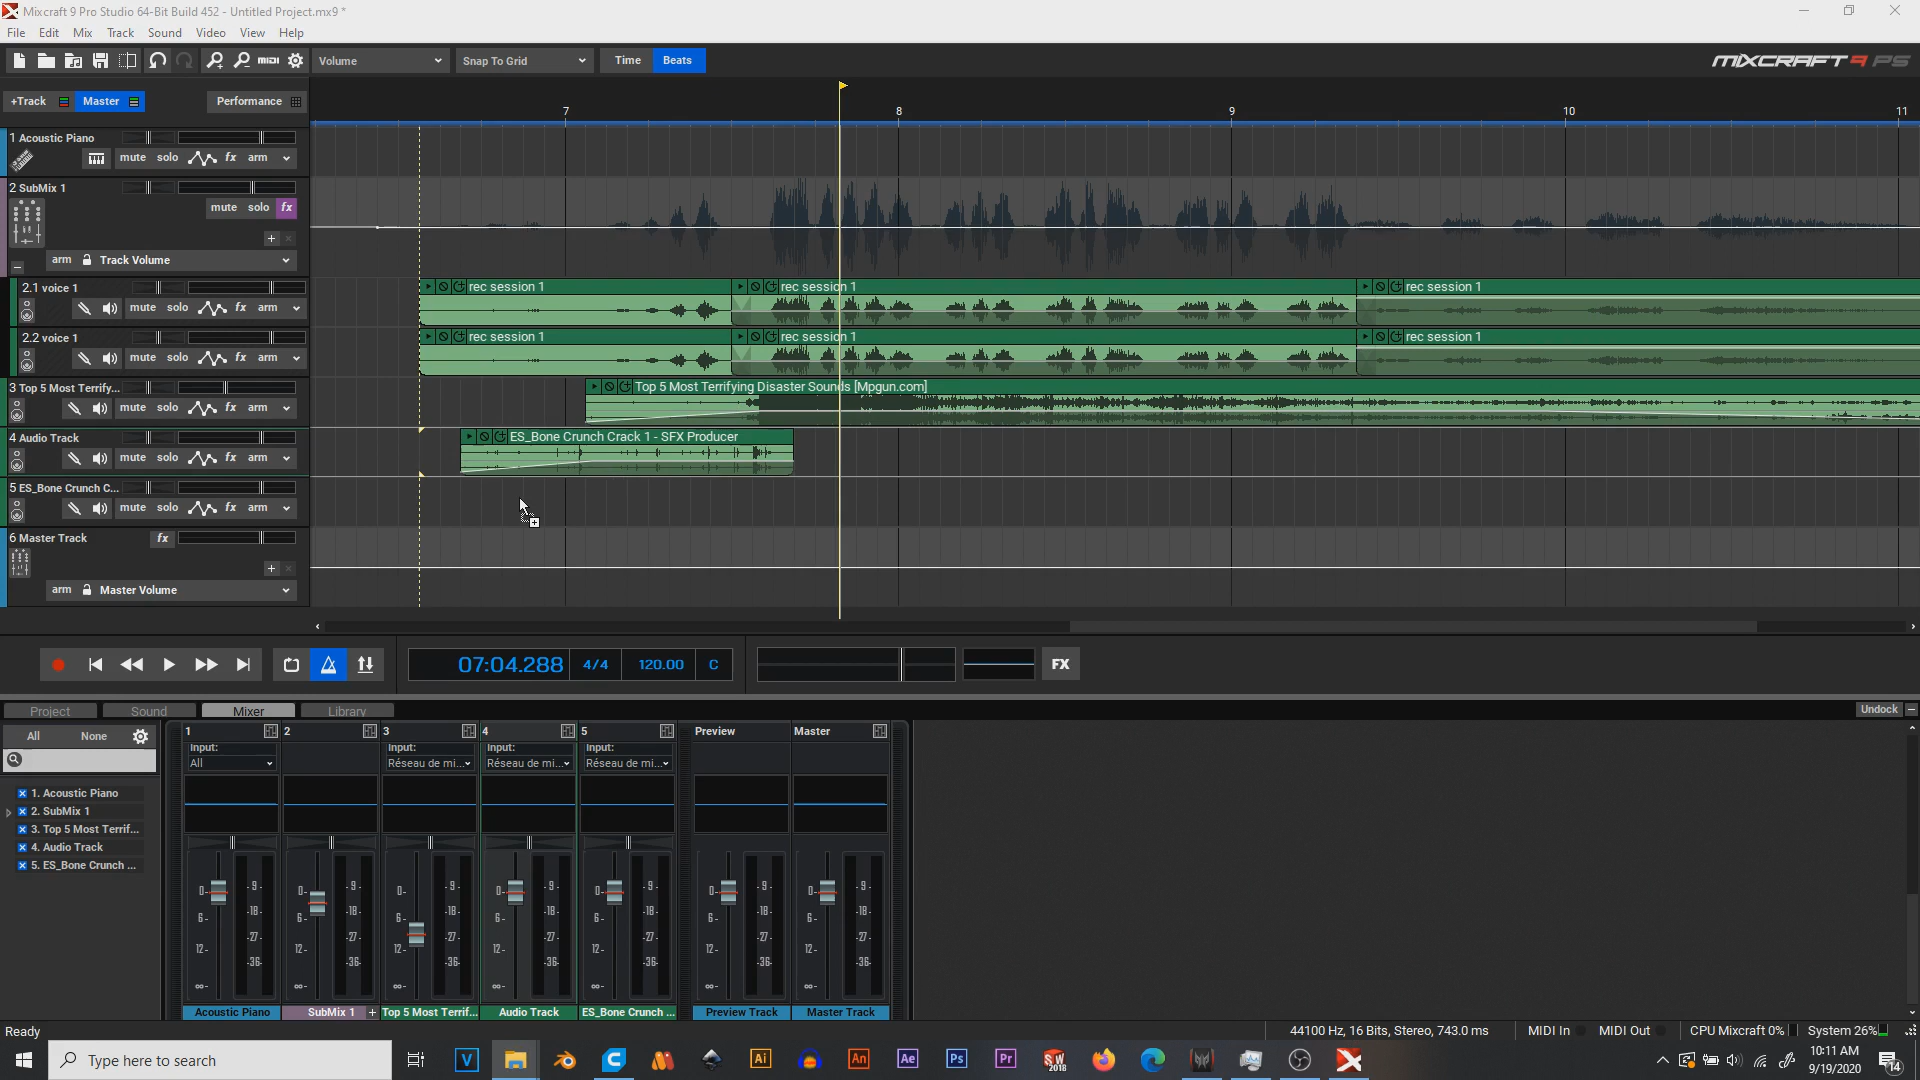 Mixcraft 9 Pro Studio 64-Bit Build 452 - Untitled Project.mx9 *
File Edit Mix Track Sound Video View Help
MIDI Volume Snap To Grid Time Beats MIXCRAFT 9 PS
+Track Master Performance
7 8 9 10 11
1 Acoustic Piano
mute solo fx arm
2 SubMix 1
mute solo fx
arm Track Volume
2.1 voice 1 rec session 1 rec session 1 rec session 1
mute solo fx arm
2.2 voice 1 rec session 1 rec session 1 rec session 1
mute solo fx arm
3 Top 5 Most Terrify... Top 5 Most Terrifying Disaster Sounds [Mpgun.com]
mute solo fx arm
4 Audio Track ES_Bone Crunch Crack 1 - SFX Producer
mute solo fx arm
5 ES_Bone Crunch C...
mute solo fx arm
6 Master Track fx
arm Master Volume
07:04.288 4/4 120.00 C FX
Project Sound Mixer Library Undock
All None
1. Acoustic Piano
2. SubMix 1
3. Top 5 Most Terrif...
4. Audio Track
5. ES_Bone Crunch ...
1 2 3 4 5 Preview Master
Input: Input: Input: Input:
All Réseau de mi... Réseau de mi... Réseau de mi...
0- -9- 0- -9- 0- -9- 0- -9- 0- -9- 0- -9- 0- -9-
6- -18- 6- -18- 6- -18- 6- -18- 6- -18- 6- -18- 6- -18-
12- -27- 12- -27- 12- -27- 12- -27- 12- -27- 12- -27- 12- -27-
-36- -36- -36- -36- -36- -36- -36-
∞- ∞- ∞- ∞- ∞- ∞- ∞-
Acoustic Piano SubMix 1 + Top 5 Most Terrif... Audio Track ES_Bone Crunch ... Preview Track Master Track
Ready 44100 Hz, 16 Bits, Stereo, 743.0 ms MIDI In MIDI Out CPU Mixcraft 0% System 26%
Type here to search V Ai An Ae Ps Pr SW 2018
10:11 AM
9/19/2020 14